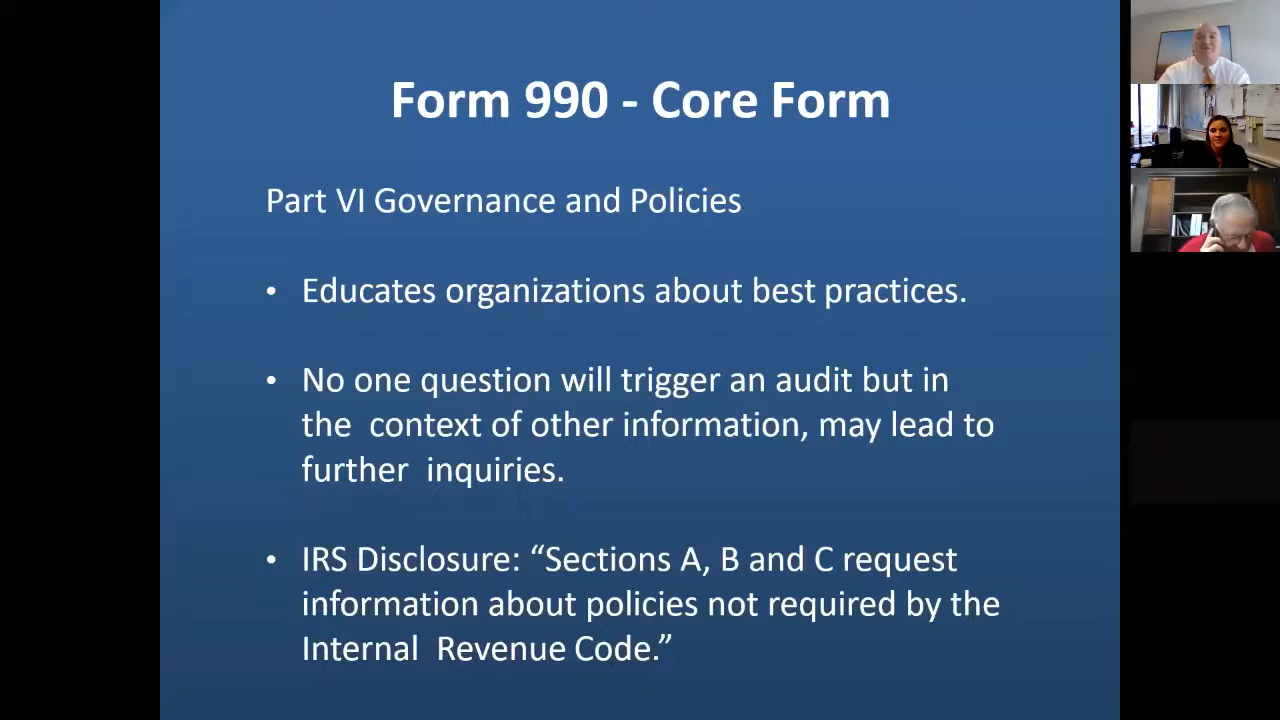 Form 990 - Core Form
Part VI Governance and Policies
• Educates organizations about best practices.
• No one question will trigger an audit but in
the  context of other information, may lead to
further  inquiries.
• IRS Disclosure: “Sections A, B and C request
information about policies not required by the
Internal  Revenue Code.”